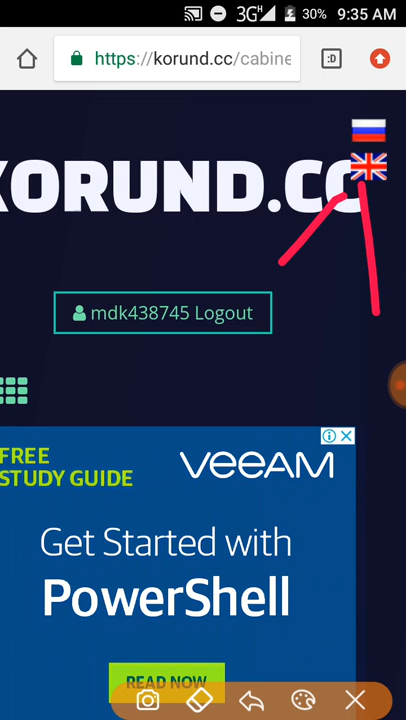 3G H 30% 9:35 AM
https://korund.cc/cabine
:D
KORUND.CC
mdk438745 Logout
FREE
STUDY GUIDE
veeAM
Get Started with
PowerShell
READ NOW